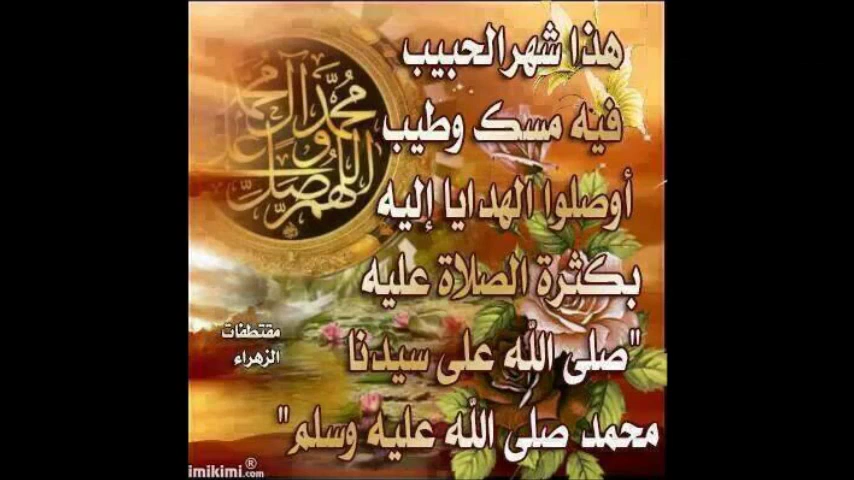 هذا شهر الحبيب
فيه مسك وطيب
أوصلوا الهدايا إليه
بكثرة الصلاة عليه
"صلى الله على سيدنا
محمد صلى الله عليه وسلم"
اللهم صل على محمد وآل محمد
مقتطفات
الزهراء
imikimi®.com